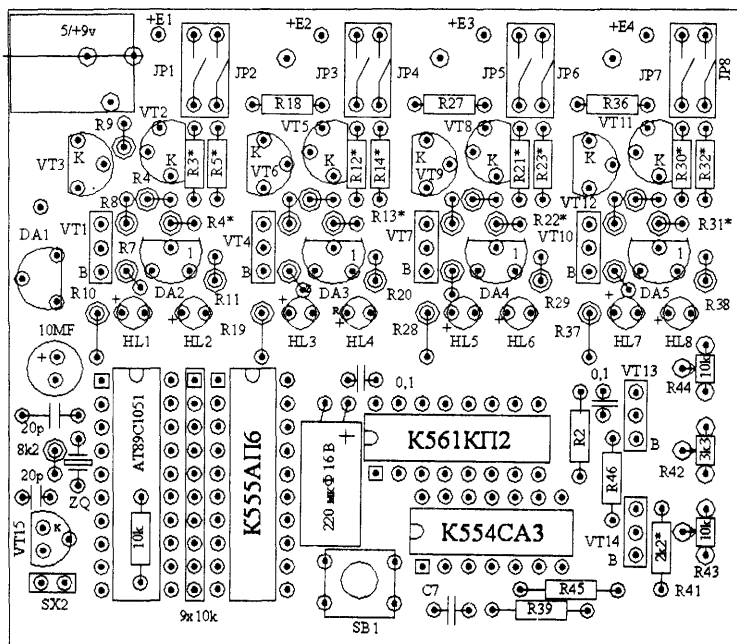 5/+9v
+E1
+E2
+E3
+E4
JP1
JP2
JP3
JP4
JP5
JP6
JP7
JP8
R18
R27
R36
R9
VT2
VT5
VT8
VT11
VT3
K
K
R3*
R5*
K
VT6
K
R12*
R14*
K
VT9
K
R21*
R23*
K
K
R30*
R32*
R4
R8
VT12
DA1
VT1
R4*
R13*
R22*
R31*
R7
VT4
VT7
VT10
1
1
1
1
B
B
B
B
R10
DA2
R11
DA3
R20
DA4
R29
DA5
R38
10MF
+
HL1
+
HL2
R19
+
HL3
+
HL4
R28
+
HL5
+
HL6
R37
+
HL7
+
HL8
20p
8k2
20p
ZQ
VT15
K
SX2
AT89C1051
10k
9x10k
К555АП6
0,1
220 мкФ 16 В
+
К561КП2
К554СА3
SB1
C7
R39
R45
R2
0,1
VT13
B
R46
VT14
B
2k2*
R41
R44
10k
R42
3k3
10k
R43